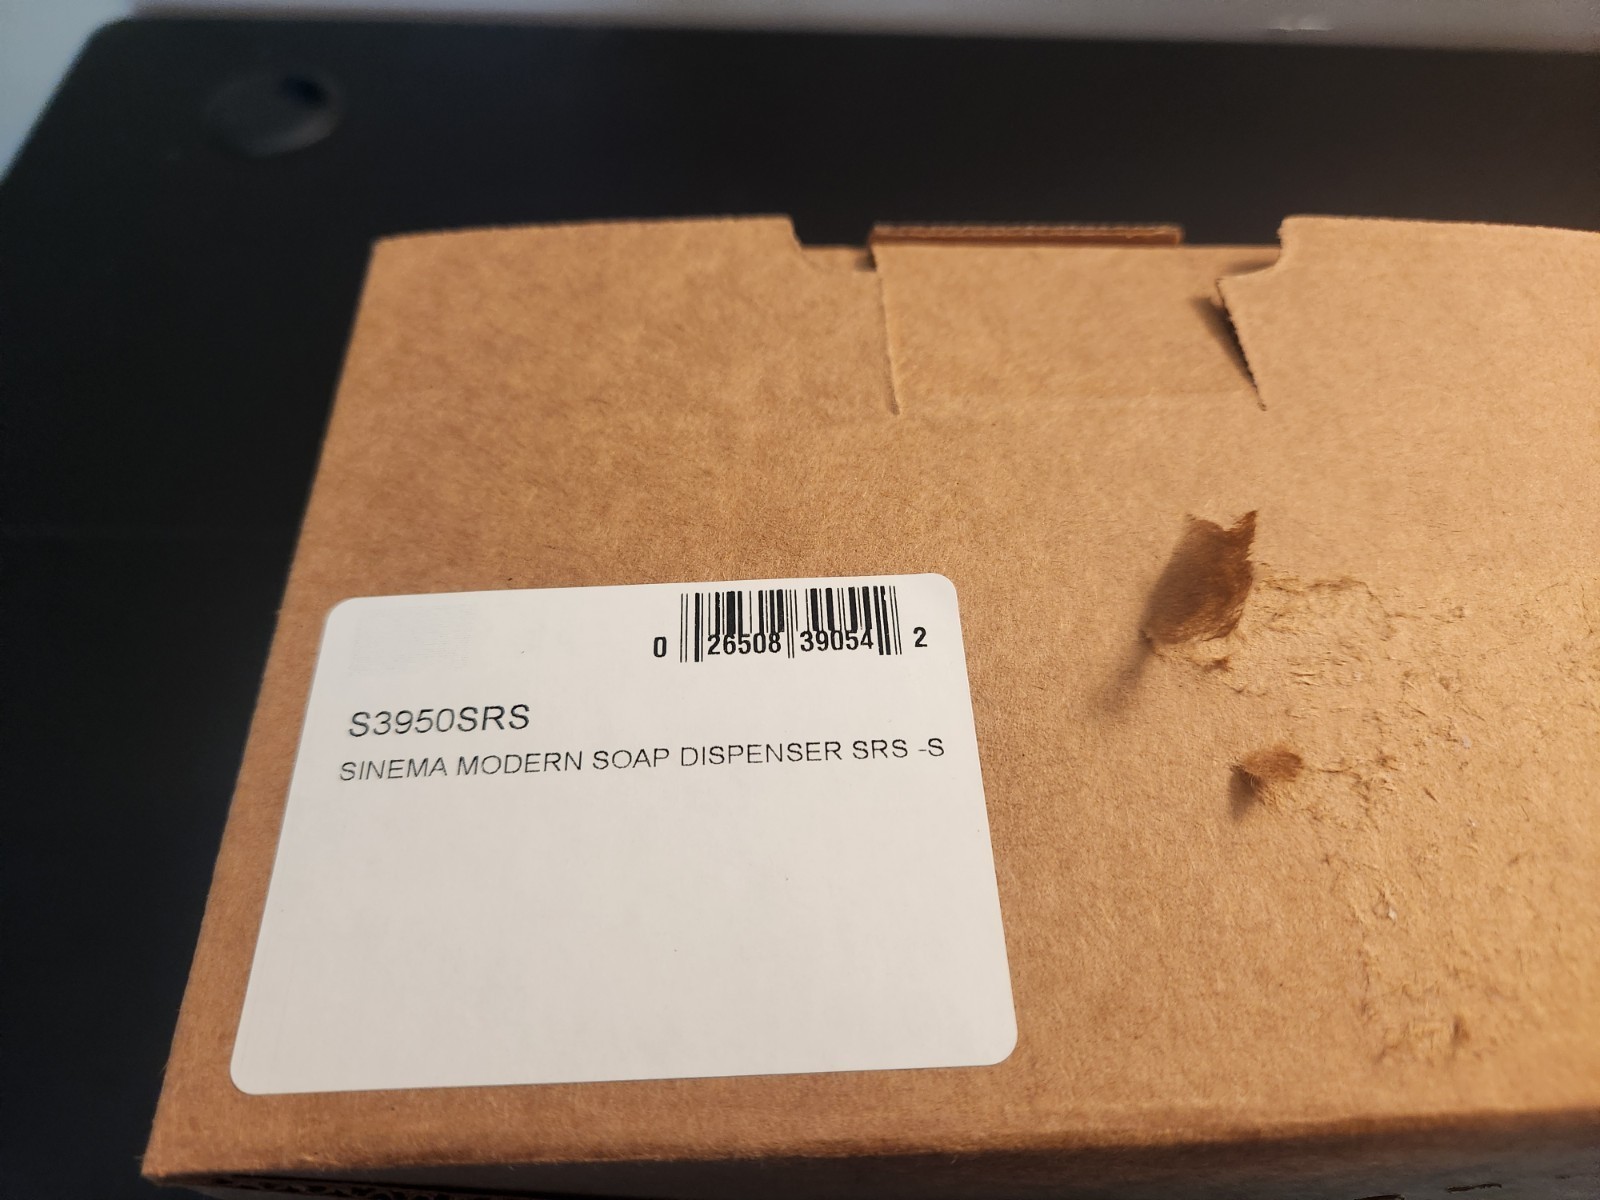 0 26508 39054 2
S3950SRS
SINEMA MODERN SOAP DISPENSER SRS -S